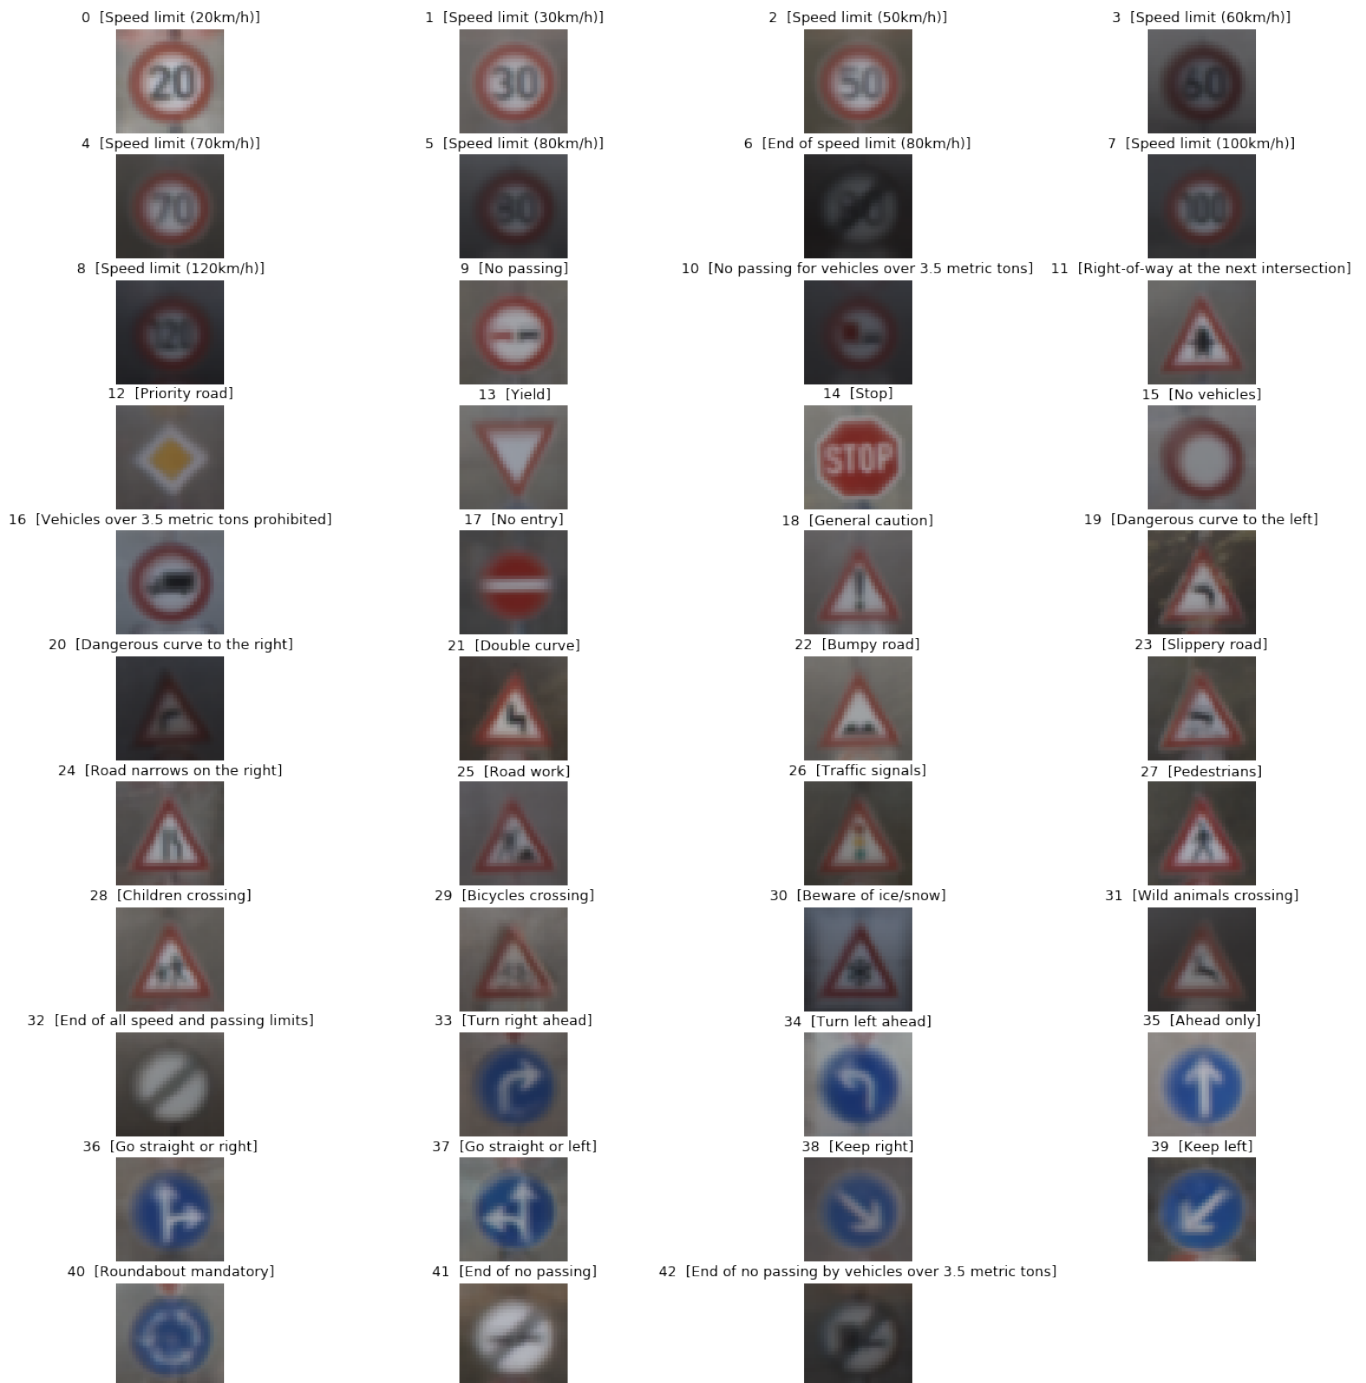 0 [Speed limit (20km/h)] 1 [Speed limit (30km/h)] 2 [Speed limit (50km/h)] 3 [Speed limit (60km/h)]
20 30 50 60
4 [Speed limit (70km/h)] 5 [Speed limit (80km/h)] 6 [End of speed limit (80km/h)] 7 [Speed limit (100km/h)]
70 80 80 100
8 [Speed limit (120km/h)] 9 [No passing] 10 [No passing for vehicles over 3.5 metric tons] 11 [Right-of-way at the next intersection]
120
12 [Priority road] 13 [Yield] 14 [Stop] 15 [No vehicles]
STOP
16 [Vehicles over 3.5 metric tons prohibited] 17 [No entry] 18 [General caution] 19 [Dangerous curve to the left]
20 [Dangerous curve to the right] 21 [Double curve] 22 [Bumpy road] 23 [Slippery road]
24 [Road narrows on the right] 25 [Road work] 26 [Traffic signals] 27 [Pedestrians]
28 [Children crossing] 29 [Bicycles crossing] 30 [Beware of ice/snow] 31 [Wild animals crossing]
32 [End of all speed and passing limits] 33 [Turn right ahead] 34 [Turn left ahead] 35 [Ahead only]
36 [Go straight or right] 37 [Go straight or left] 38 [Keep right] 39 [Keep left]
40 [Roundabout mandatory] 41 [End of no passing] 42 [End of no passing by vehicles over 3.5 metric tons]